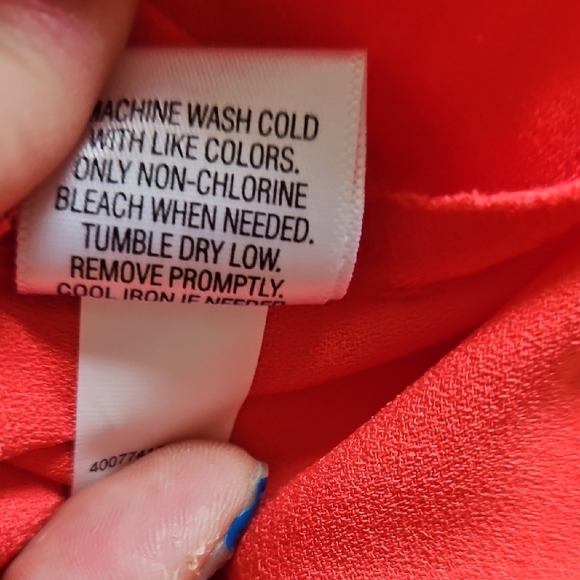 MACHINE WASH COLD
WITH LIKE COLORS.
ONLY NON-CHLORINE
BLEACH WHEN NEEDED.
TUMBLE DRY LOW.
REMOVE PROMPTLY.
COOL IRON IF NEEDED